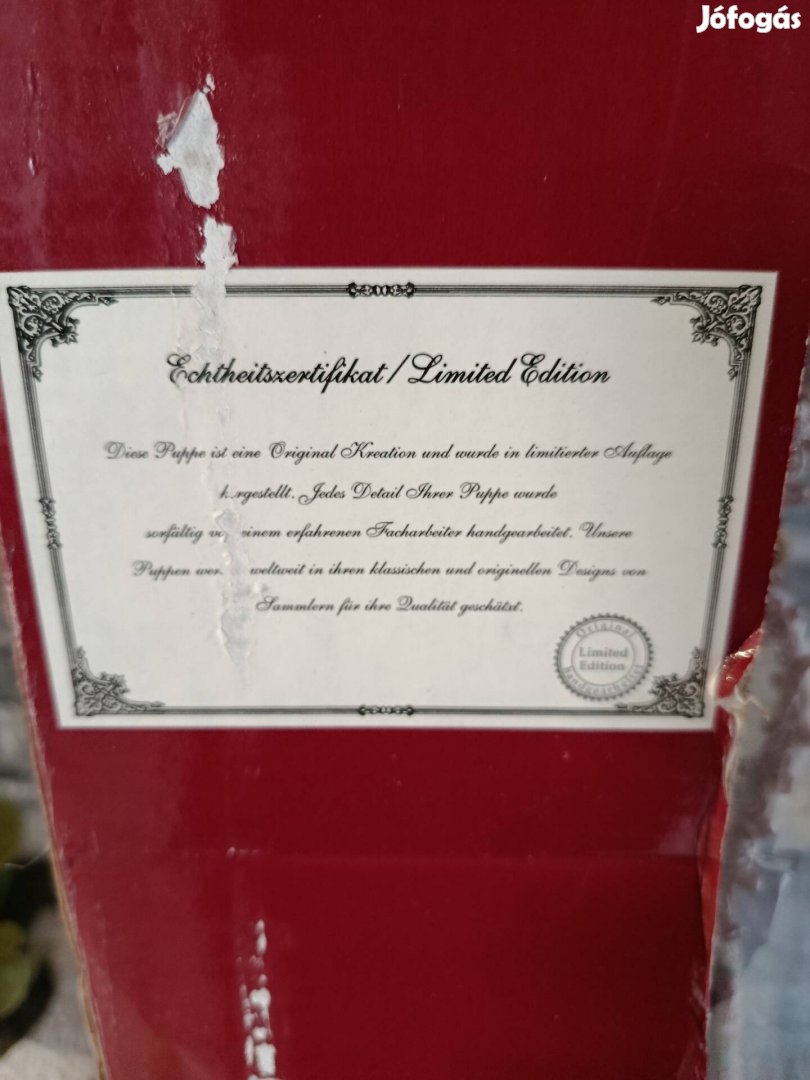 Jófogás
Echtheitszertifikat / Limited Edition
Diese Puppe ist eine Original Kreation und wurde in limitierter Auflage
h rgestellt. Jedes Detail Ihrer Puppe wurde
sorfältig vo einem erfahrenen Facharbeiter handgearbeitet. Unsere
Puppen wer weltweit in ihren klassischen und originellen Designs von
Sammlern für ihre Qualität geschätzt.
Original
Limited
Edition
handgearbeitet